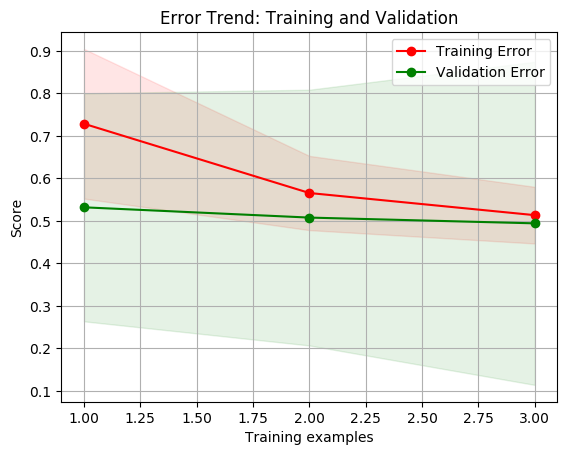 Error Trend: Training and Validation
Training Error
Validation Error
Score
0.9
0.8
0.7
0.6
0.5
0.4
0.3
0.2
0.1
1.00 1.25 1.50 1.75 2.00 2.25 2.50 2.75 3.00
Training examples